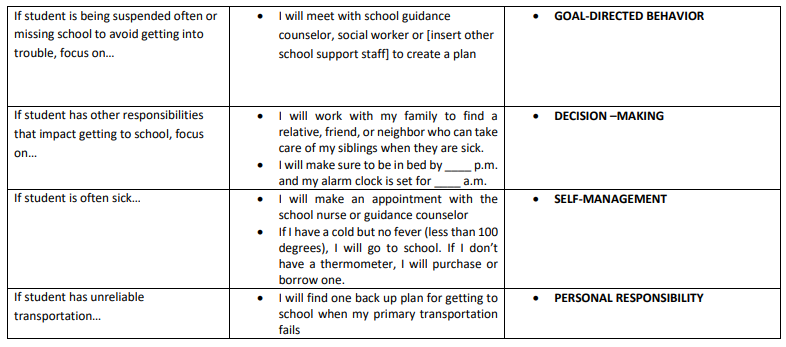 If student is being suspended often or
missing school to avoid getting into
trouble, focus on…
• I will meet with school guidance
counselor, social worker or [insert other
school support staff] to create a plan
• GOAL-DIRECTED BEHAVIOR
If student has other responsibilities
that impact getting to school, focus
on…
• I will work with my family to find a
relative, friend, or neighbor who can take
care of my siblings when they are sick.
• I will make sure to be in bed by ____ p.m.
and my alarm clock is set for ____ a.m.
• DECISION –MAKING
If student is often sick…
• I will make an appointment with the
school nurse or guidance counselor
• If I have a cold but no fever (less than 100
degrees), I will go to school. If I don’t
have a thermometer, I will purchase or
borrow one.
• SELF-MANAGEMENT
If student has unreliable
transportation…
• I will find one back up plan for getting to
school when my primary transportation
fails
• PERSONAL RESPONSIBILITY